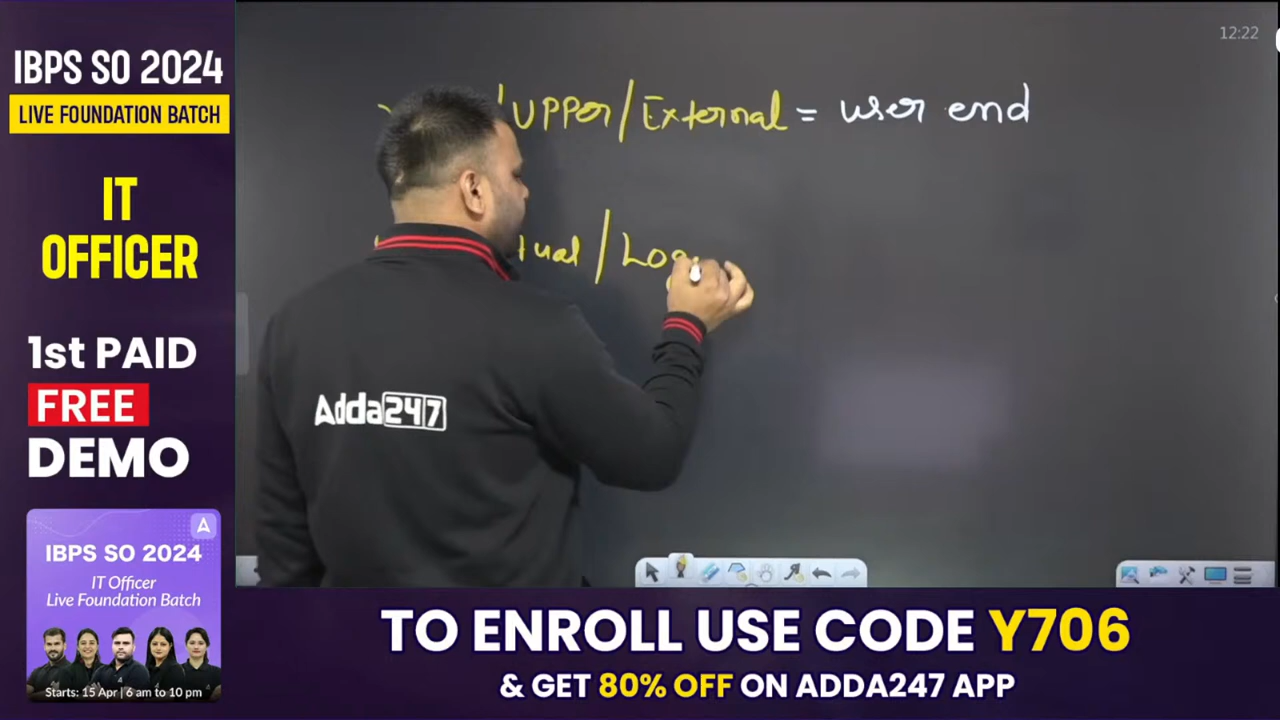 12:22
IBPS SO 2024
LIVE FOUNDATION BATCH
IT
OFFICER
1st PAID
FREE
DEMO
IBPS SO 2024
IT Officer
Live Foundation Batch
Starts: 15 Apr | 6 am to 10 pm
/ UPPer / External = user end
tual / Log
Adda247
TO ENROLL USE CODE Y706
& GET 80% OFF ON ADDA247 APP